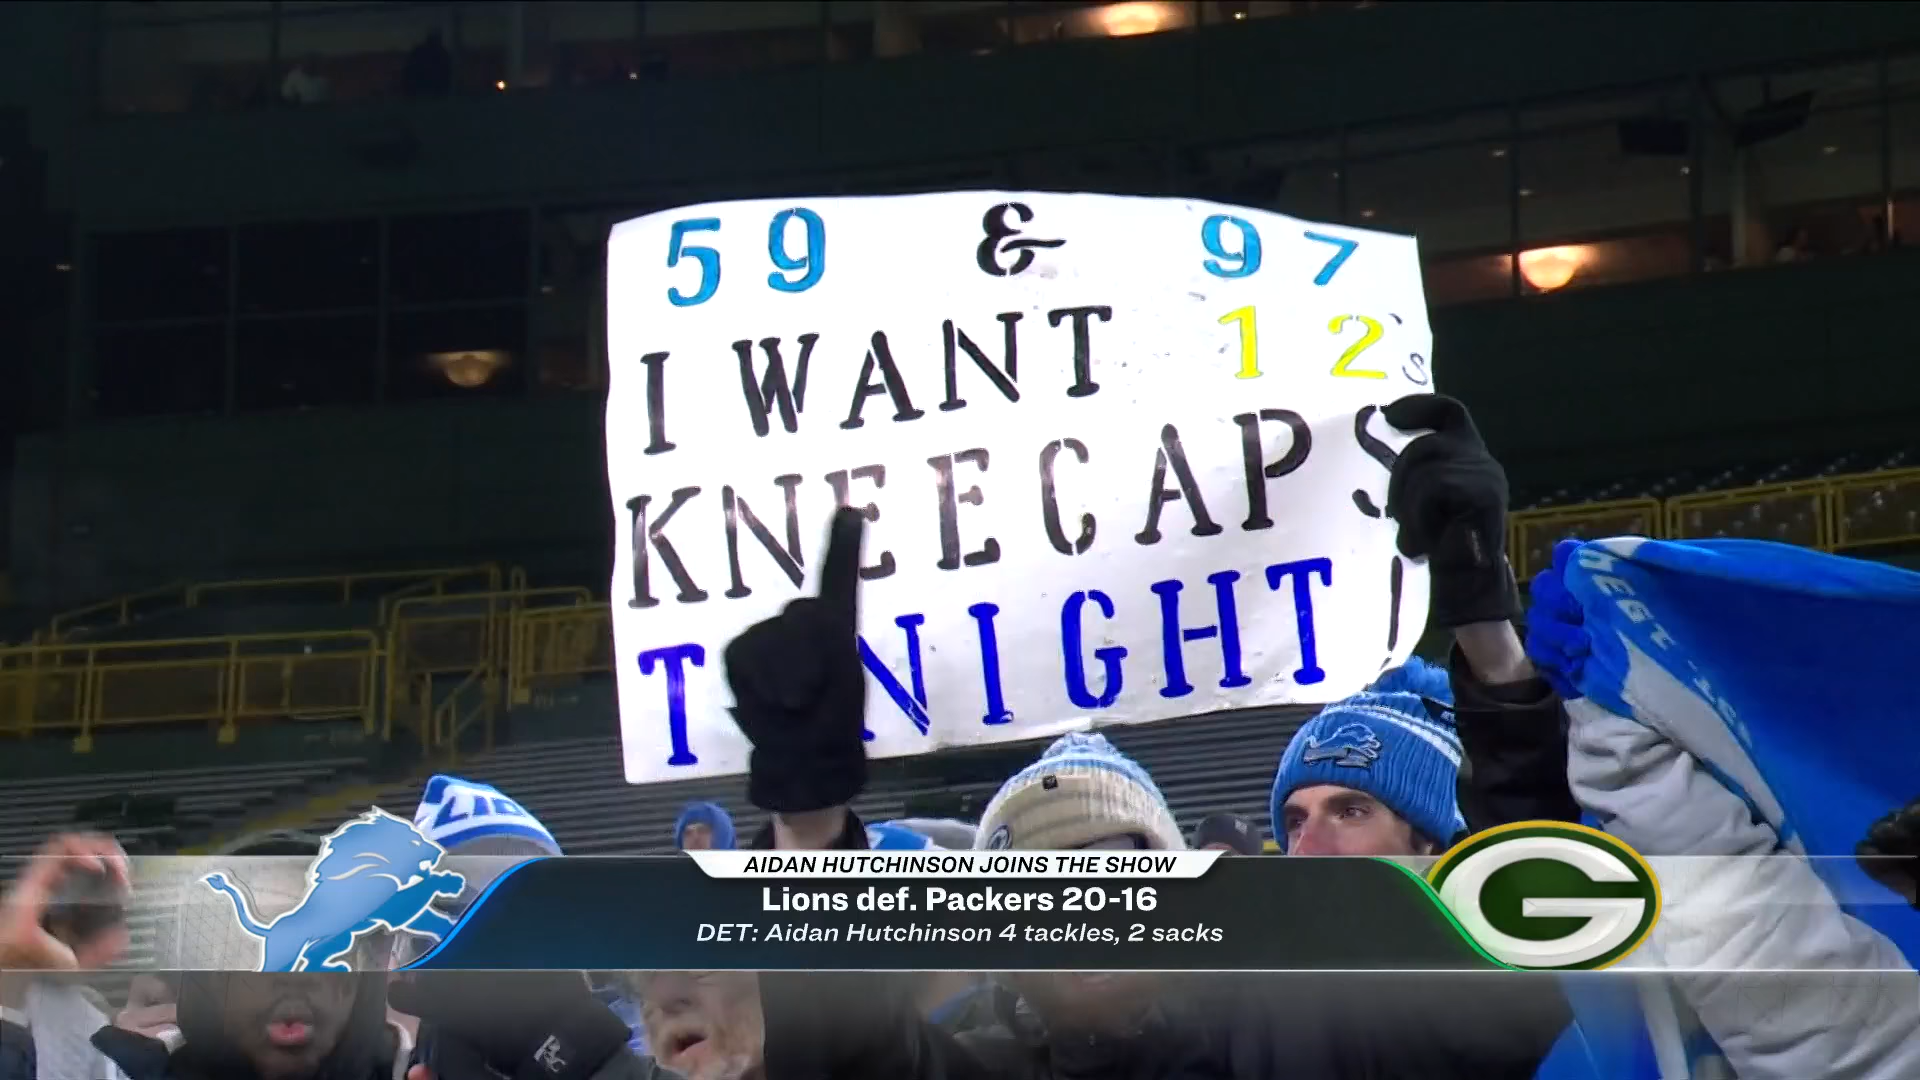 59 & 97
I WANT 12's
KNEECAPS
TONIGHT!
LIO
AIDAN HUTCHINSON JOINS THE SHOW
Lions def. Packers 20-16
DET: Aidan Hutchinson 4 tackles, 2 sacks
G